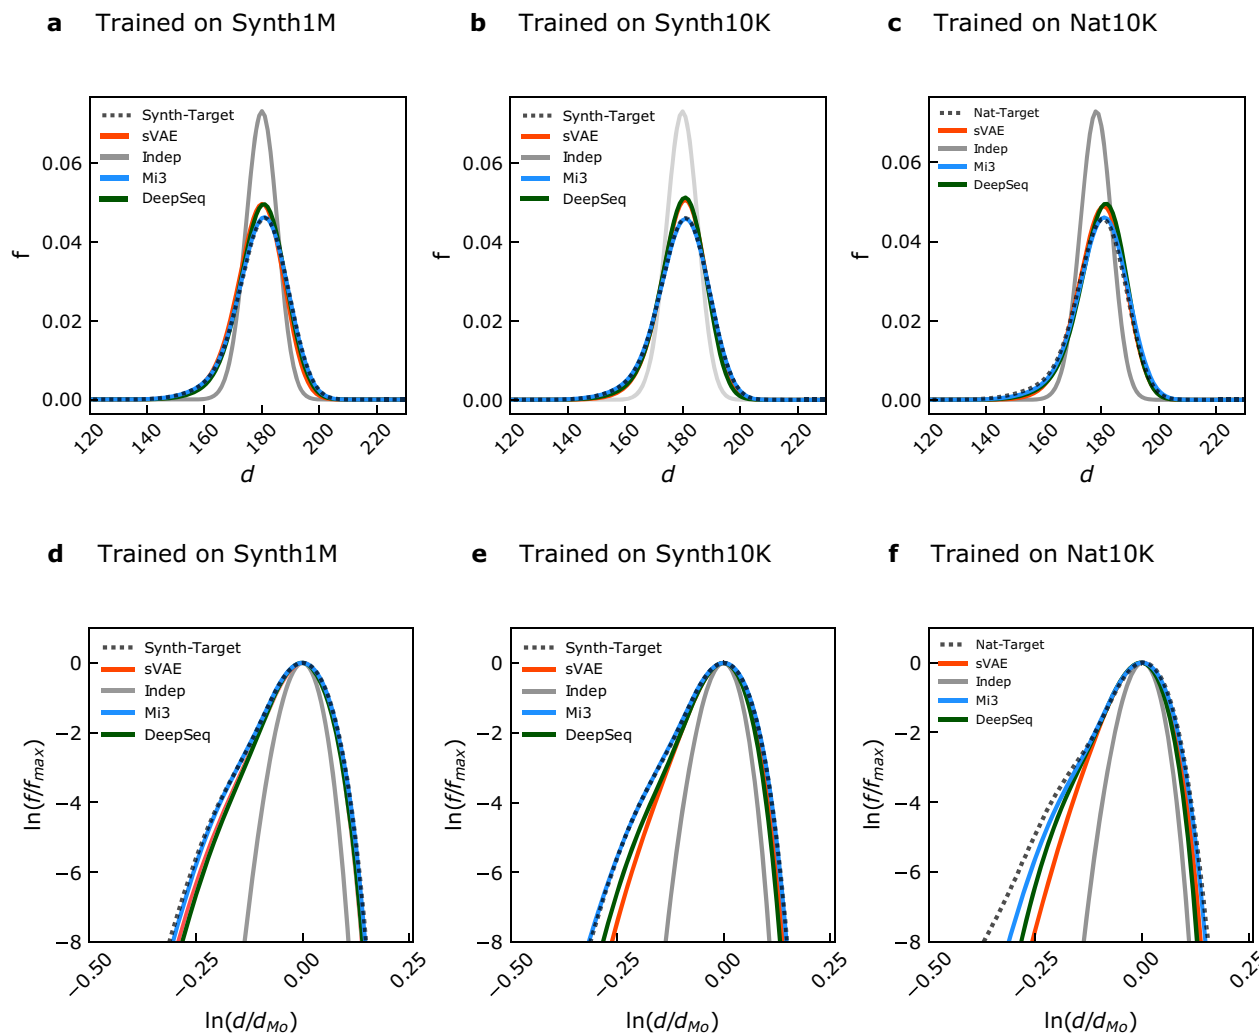 a Trained on Synth1M
b Trained on Synth10K
c Trained on Nat10K
Synth-Target
sVAE
Indep
Mi3
DeepSeq
0.06
0.04
0.02
0.00
f
120
140
160
180
200
220
d
Synth-Target
sVAE
Indep
Mi3
DeepSeq
0.06
0.04
0.02
0.00
f
120
140
160
180
200
220
d
Nat-Target
sVAE
Indep
Mi3
DeepSeq
0.06
0.04
0.02
0.00
f
120
140
160
180
200
220
d
d Trained on Synth1M
e Trained on Synth10K
f Trained on Nat10K
Synth-Target
sVAE
Indep
Mi3
DeepSeq
0
−2
−4
−6
−8
ln(f/f_max)
−0.50
−0.25
0.00
0.25
ln(d/d_Mo)
Synth-Target
sVAE
Indep
Mi3
DeepSeq
0
−2
−4
−6
−8
ln(f/f_max)
−0.50
−0.25
0.00
0.25
ln(d/d_Mo)
Nat-Target
sVAE
Indep
Mi3
DeepSeq
0
−2
−4
−6
−8
ln(f/f_max)
−0.50
−0.25
0.00
0.25
ln(d/d_Mo)